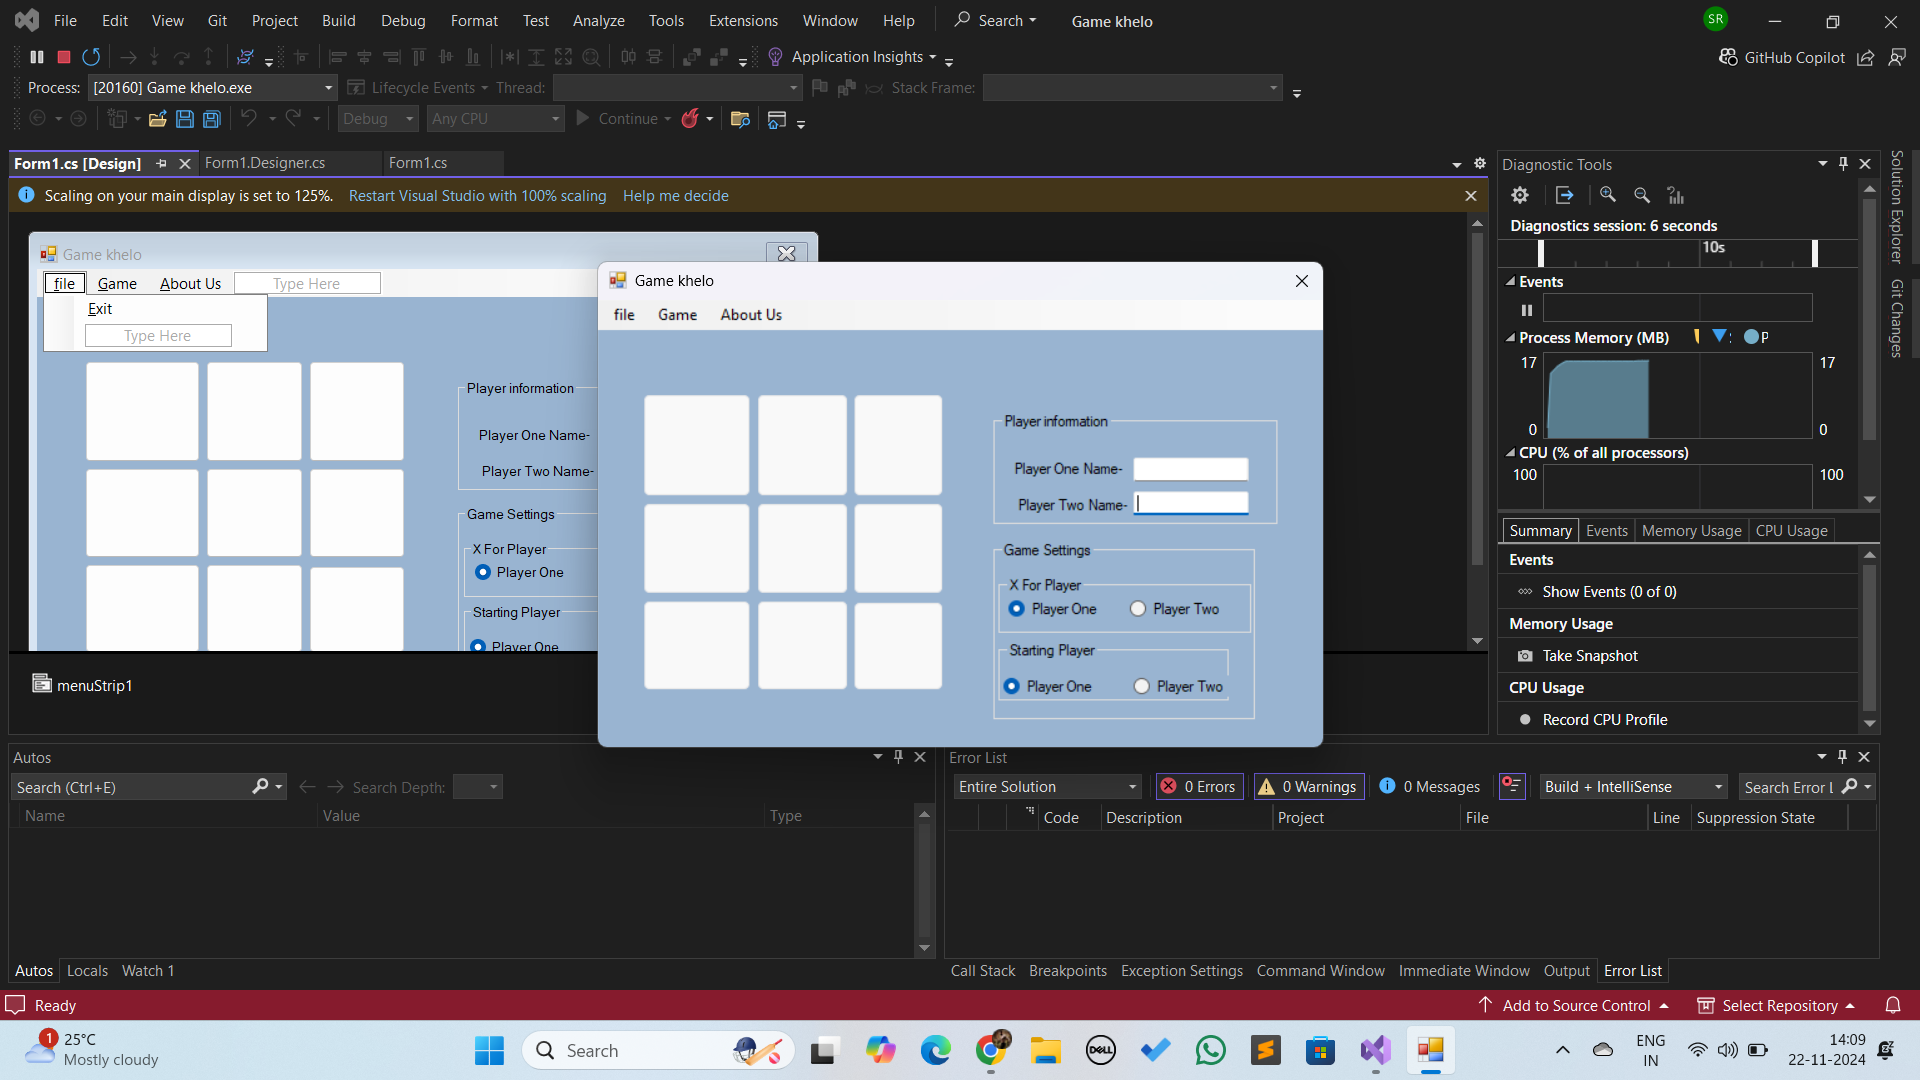 File Edit View Git Project Build Debug Format Test Analyze Tools Extensions Window Help Search Game khelo SR
Application Insights GitHub Copilot
Process: [20160] Game khelo.exe Lifecycle Events Thread: Stack Frame:
Debug Any CPU Continue
Form1.cs [Design] Form1.Designer.cs Form1.cs
Scaling on your main display is set to 125%. Restart Visual Studio with 100% scaling Help me decide
Game khelo
file Game About Us Type Here
Exit
Type Here
Player information
Player One Name-
Player Two Name-
Game Settings
X For Player
Player One
Starting Player
Player One
menuStrip1
Game khelo
file Game About Us
Player information
Player One Name-
Player Two Name-
Game Settings
X For Player
Player One Player Two
Starting Player
Player One Player Two
Diagnostic Tools
Diagnostics session: 6 seconds
10s
Events
Process Memory (MB) P
17 17
0 0
CPU (% of all processors)
100 100
Summary Events Memory Usage CPU Usage
Events
Show Events (0 of 0)
Memory Usage
Take Snapshot
CPU Usage
Record CPU Profile
Solution Explorer
Git Changes
Autos
Search (Ctrl+E) Search Depth:
Name Value Type
Autos Locals Watch 1
Error List
Entire Solution 0 Errors 0 Warnings 0 Messages Build + IntelliSense Search Error L
Code Description Project File Line Suppression State
Call Stack Breakpoints Exception Settings Command Window Immediate Window Output Error List
Ready Add to Source Control Select Repository
1 25°C
Mostly cloudy
Search
DELL
ENG
IN
14:09
22-11-2024